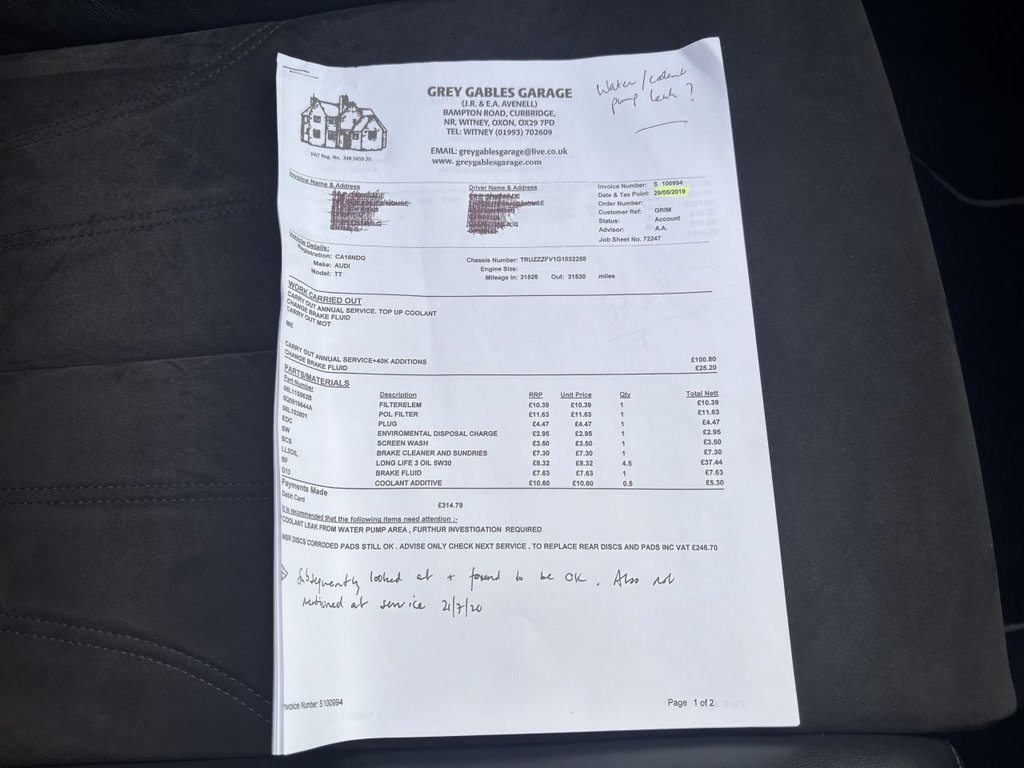 Water / coolant
pump leak ?
GREY GABLES GARAGE
(J.R. & E.A. AVENELL)
BAMPTON ROAD, CURBRIDGE,
NR, WITNEY, OXON, OX29 7PD
TEL: WITNEY (01993) 702609
VAT Reg. No. 348 5459 20
EMAIL: greygablesgarage@live.co.uk
www. greygablesgarage.com
Invoice Name & Address
Driver Name & Address
Invoice Number: S 100994
Date & Tax Point: 29/05/2019
Order Number:
Customer Ref: GRIM
Status: Account
Advisor: A.A.
Job Sheet No. 72247
Vehicle Details:
Registration: CA16NDG
Make: AUDI
Model: TT
Chassis Number: TRUZZZFV1G1032258
Engine Size:
Mileage In: 31526 Out: 31530 miles
WORK CARRIED OUT
CARRY OUT ANNUAL SERVICE. TOP UP COOLANT
CHANGE BRAKE FLUID
CARRY OUT MOT
ME
CARRY OUT ANNUAL SERVICE+40K ADDITIONS £100.80
CHANGE BRAKE FLUID £25.20
PARTS/MATERIALS
Part Number Description RRP Unit Price Qty Total Nett
06L115562B FILTERELEM £10.39 £10.39 1 £10.39
5Q0819644A POL FILTER £11.63 £11.63 1 £11.63
06L103801 PLUG £4.47 £4.47 1 £4.47
EDC ENVIROMENTAL DISPOSAL CHARGE £2.95 £2.95 1 £2.95
SW SCREEN WASH £3.50 £3.50 1 £3.50
BCS BRAKE CLEANER AND SUNDRIES £7.30 £7.30 1 £7.30
LL3OIL LONG LIFE 3 OIL 5W30 £8.32 £8.32 4.5 £37.44
BF BRAKE FLUID £7.63 £7.63 1 £7.63
G13 COOLANT ADDITIVE £10.60 £10.60 0.5 £5.30
Payments Made
Debit Card £314.79
It is recommended that the following items need attention :-
COOLANT LEAK FROM WATER PUMP AREA , FURTHUR INVESTIGATION REQUIRED
NSR DISCS CORRODED PADS STILL OK . ADVISE ONLY CHECK NEXT SERVICE . TO REPLACE REAR DISCS AND PADS INC VAT £246.70
Subsequently looked at + found to be OK. Also not
mentioned at service 21/7/20
Invoice Number: S100994
Page 1 of 2